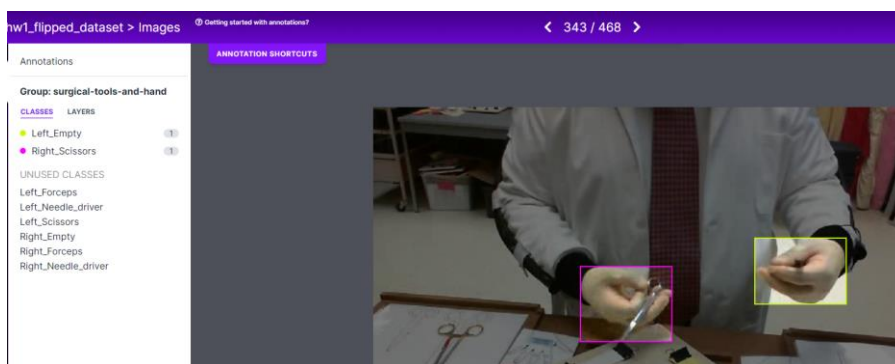 nw1_flipped_dataset > Images
Getting started with annotations?
343 / 468
ANNOTATION SHORTCUTS
Annotations
Group: surgical-tools-and-hand
CLASSES LAYERS
Left_Empty 1
Right_Scissors 1
UNUSED CLASSES
Left_Forceps
Left_Needle_driver
Left_Scissors
Right_Empty
Right_Forceps
Right_Needle_driver